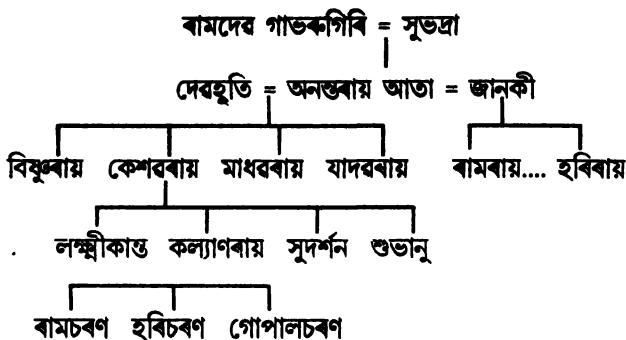 ৰামদেৱ গাভৰুগিৰি = সুভদ্ৰা
দেৱহূতি = অনন্তৰায় আতা = জানকী
বিষ্ণুৰায় কেশৱৰায় মাধৱৰায় যাদৱৰায় ৰামৰায়.... হৰিৰায়
লক্ষ্মীকান্ত কল্যাণৰায় সুদৰ্শন শুভানু
ৰামচৰণ হৰিচৰণ গোপালচৰণ